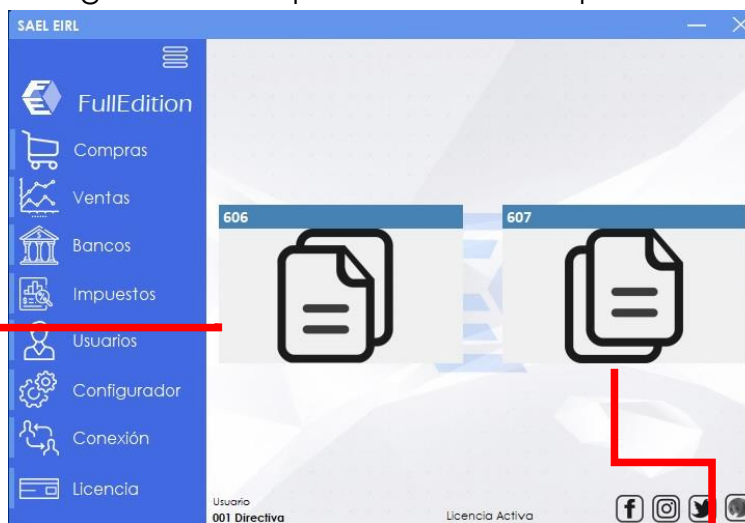 SAEL EIRL
FullEdition
Compras
Ventas
Bancos
Impuestos
Usuarios
Configurador
Conexión
Licencia
606
607
Usuario
001 Directiva
Licencia Activa